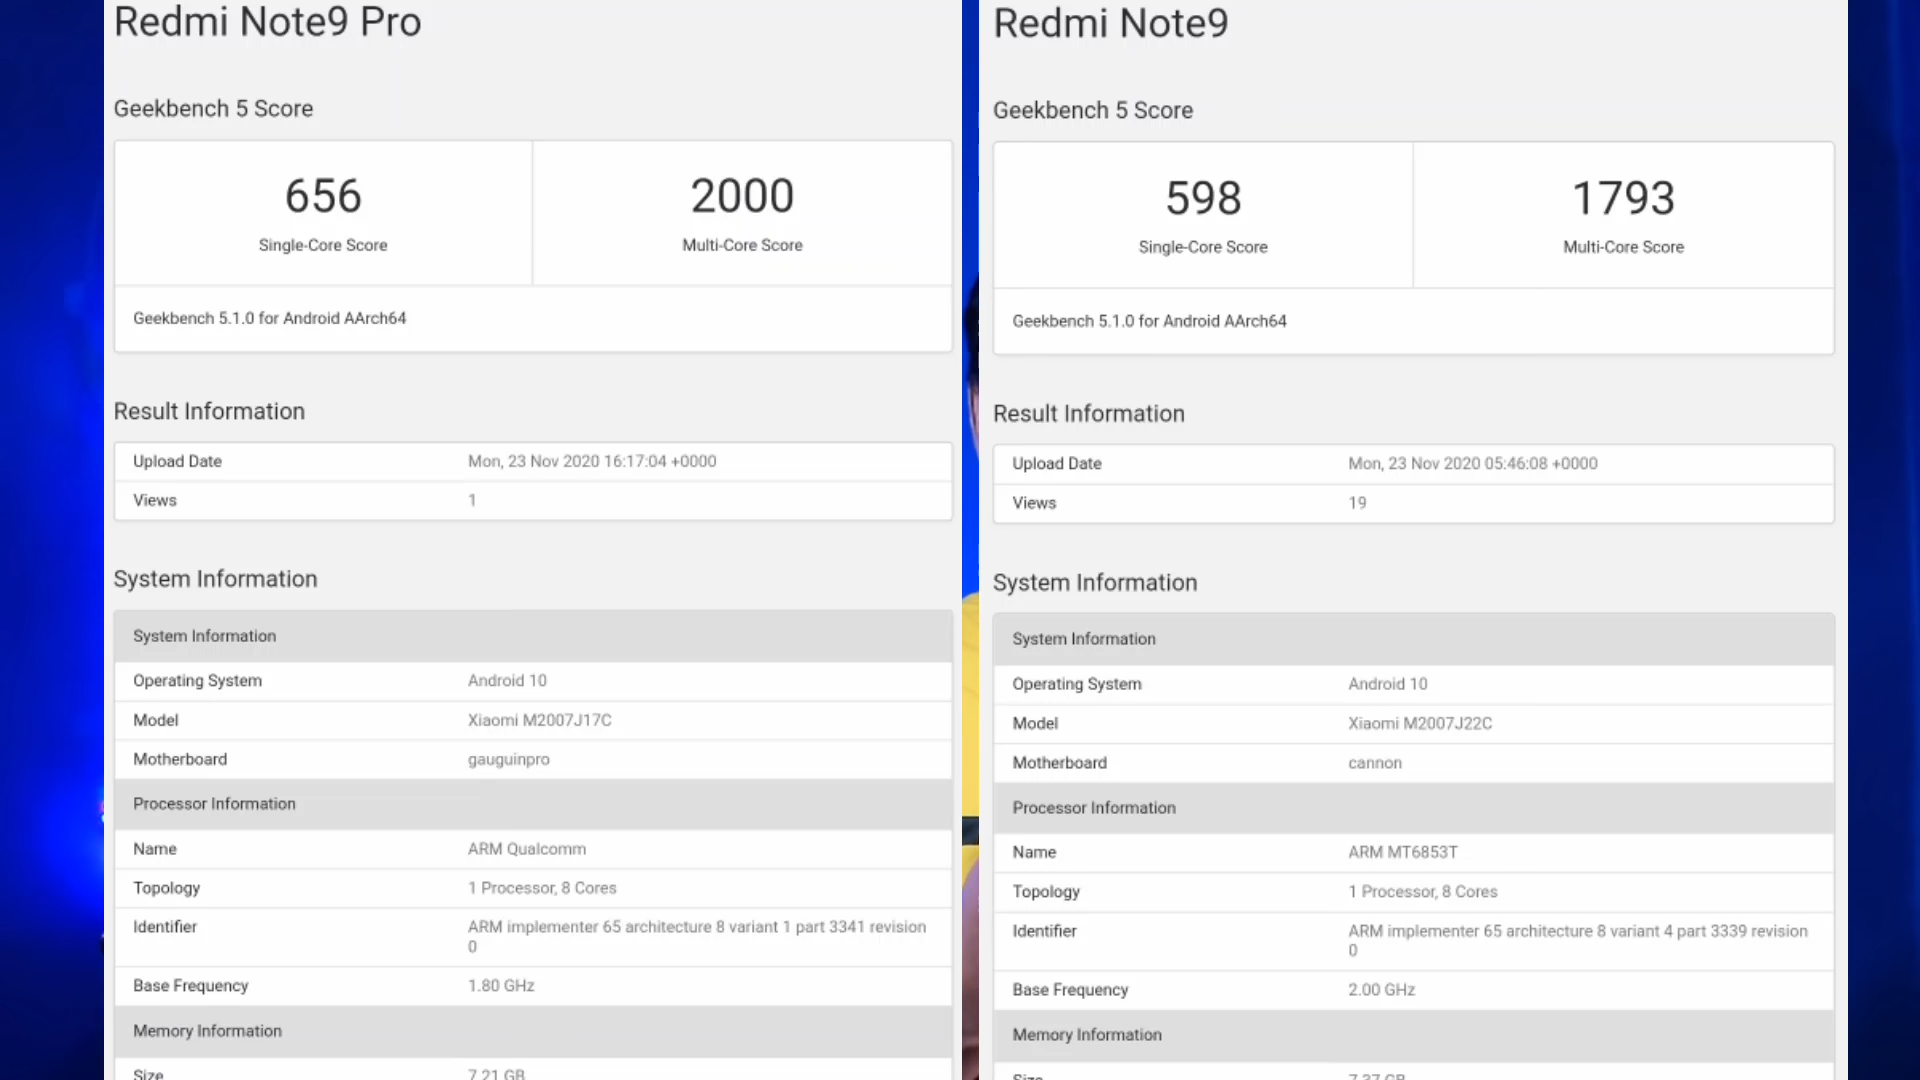 Redmi Note9 Pro
Geekbench 5 Score
656
2000
Single-Core Score
Multi-Core Score
Geekbench 5.1.0 for Android AArch64
Result Information
Upload Date Mon, 23 Nov 2020 16:17:04 +0000
Views 1
System Information
System Information
Operating System Android 10
Model Xiaomi M2007J17C
Motherboard gauguinpro
Processor Information
Name ARM Qualcomm
Topology 1 Processor, 8 Cores
Identifier ARM implementer 65 architecture 8 variant 1 part 3341 revision
0
Base Frequency 1.80 GHz
Memory Information
Size 7.21 GB
Redmi Note9
Geekbench 5 Score
598
1793
Single-Core Score
Multi-Core Score
Geekbench 5.1.0 for Android AArch64
Result Information
Upload Date Mon, 23 Nov 2020 05:46:08 +0000
Views 19
System Information
System Information
Operating System Android 10
Model Xiaomi M2007J22C
Motherboard cannon
Processor Information
Name ARM MT6853T
Topology 1 Processor, 8 Cores
Identifier ARM implementer 65 architecture 8 variant 4 part 3339 revision
0
Base Frequency 2.00 GHz
Memory Information
Size 7.37 GB